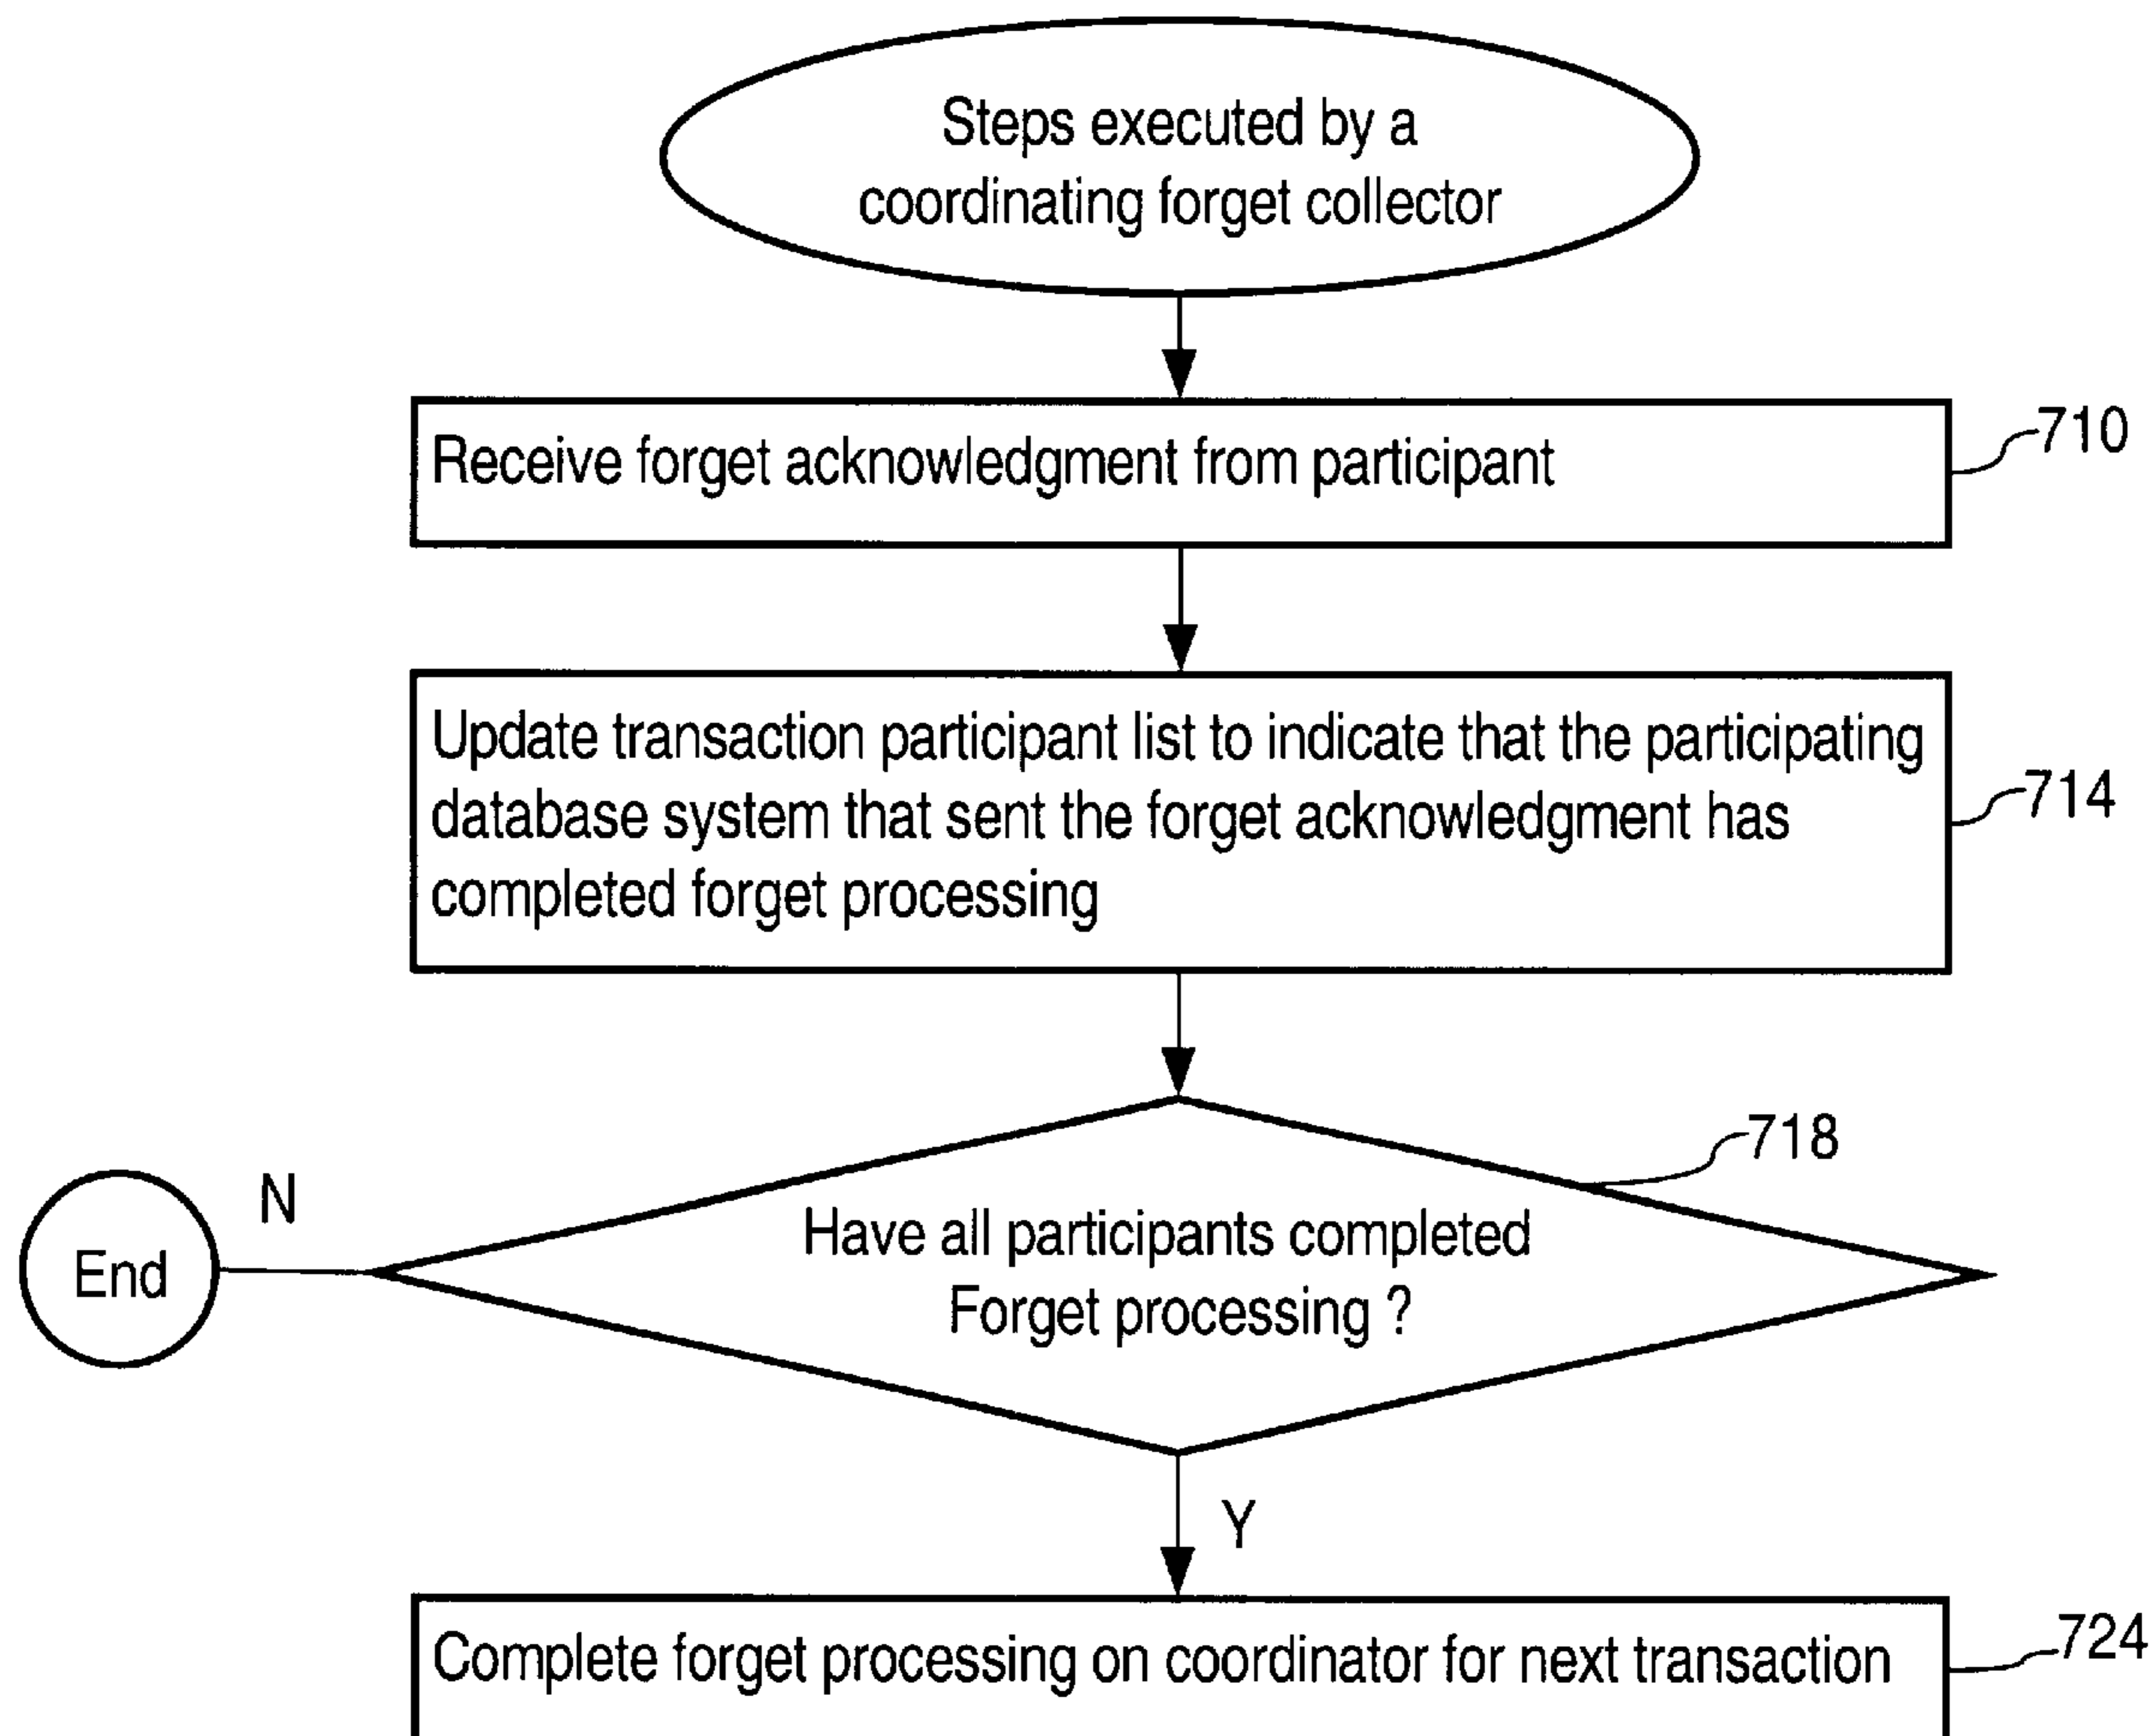 Steps executed by a
coordinating forget collector
Receive forget acknowledgment from participant
710
Update transaction participant list to indicate that the participating
database system that sent the forget acknowledgment has
completed forget processing
714
718
N
End
Have all participants completed
Forget processing ?
Y
Complete forget processing on coordinator for next transaction
724